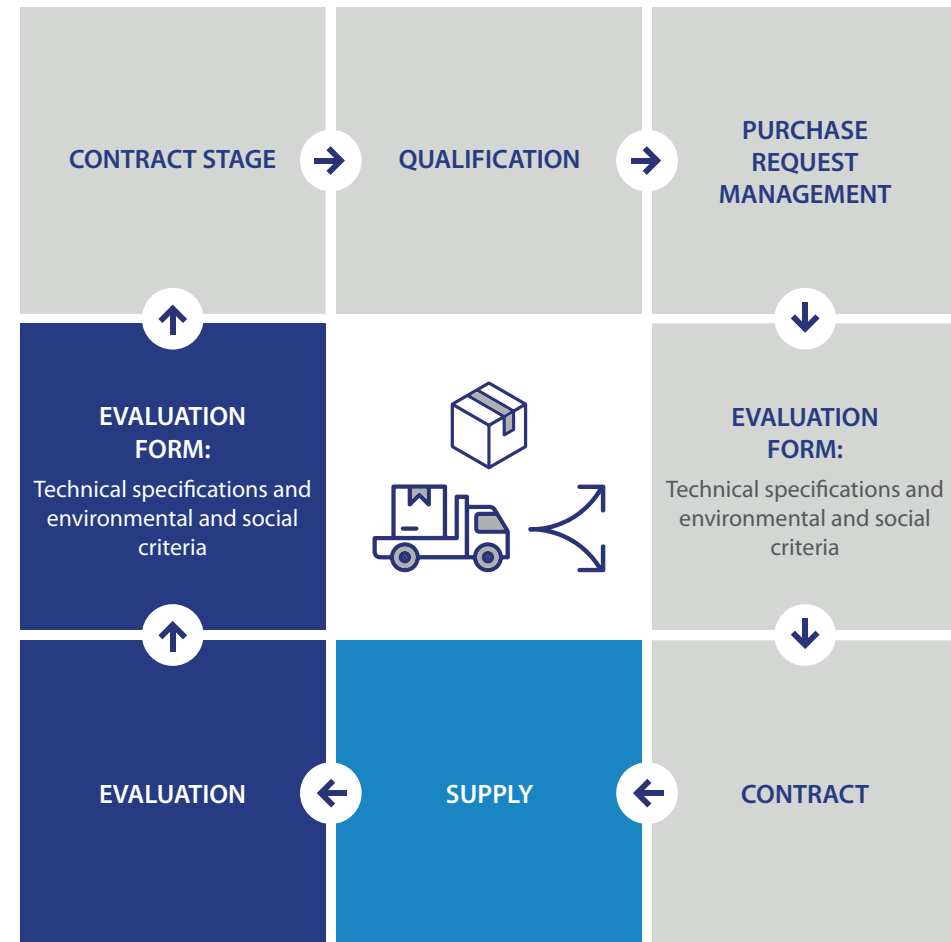 CONTRACT STAGE
QUALIFICATION
PURCHASE
REQUEST
MANAGEMENT
EVALUATION
FORM:
Technical specifications and
environmental and social
criteria
EVALUATION
FORM:
Technical specifications and
environmental and social
criteria
EVALUATION
SUPPLY
CONTRACT